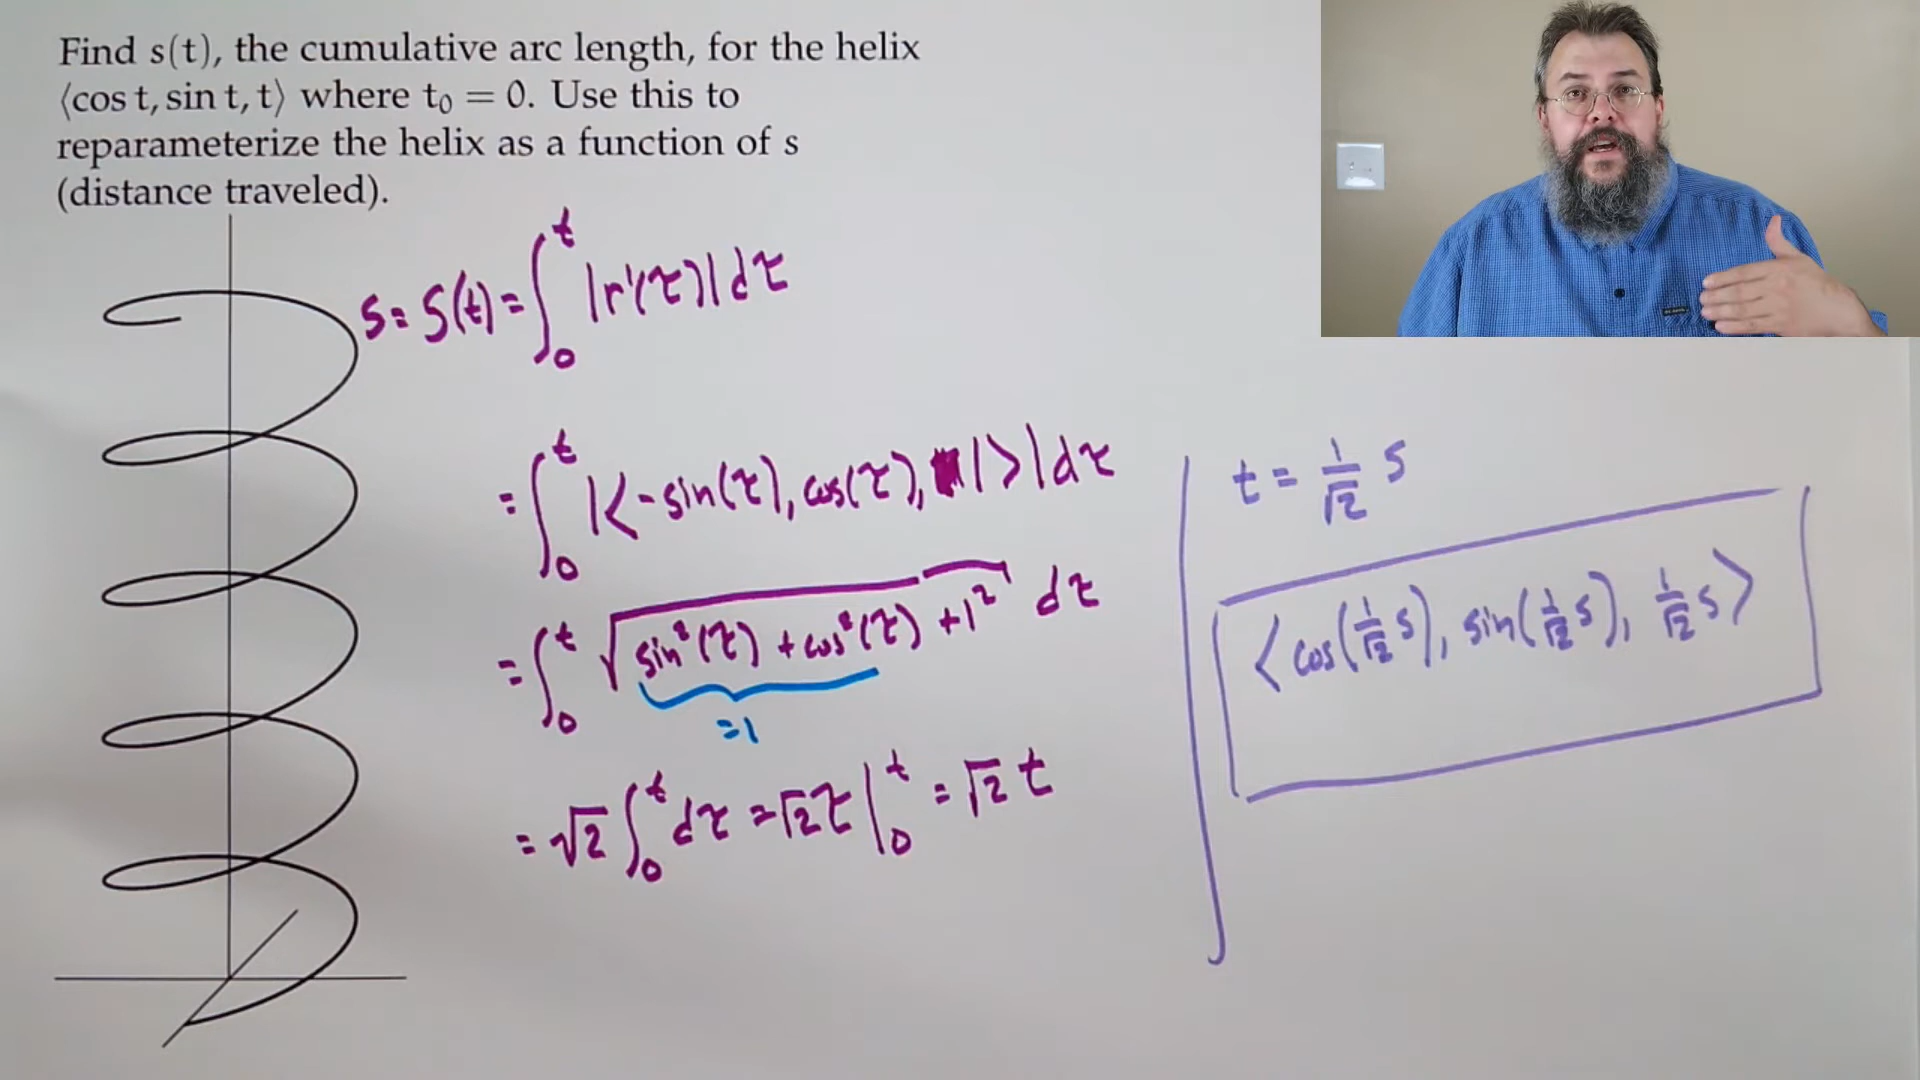 Find s(t), the cumulative arc length, for the helix
⟨cos t, sin t, t⟩ where t₀ = 0. Use this to
reparameterize the helix as a function of s
(distance traveled).
s = s(t) = ∫₀ᵗ |r'(τ)| dτ
= ∫₀ᵗ |<-sin(τ), cos(τ), 1>| dτ
= ∫₀ᵗ √(sin²(τ) + cos²(τ) + 1²) dτ
=1
= √2 ∫₀ᵗ dτ = √2 τ |₀ᵗ = √2 t
t = 1/√2 s
<cos(1/√2 s), sin(1/√2 s), 1/√2 s>